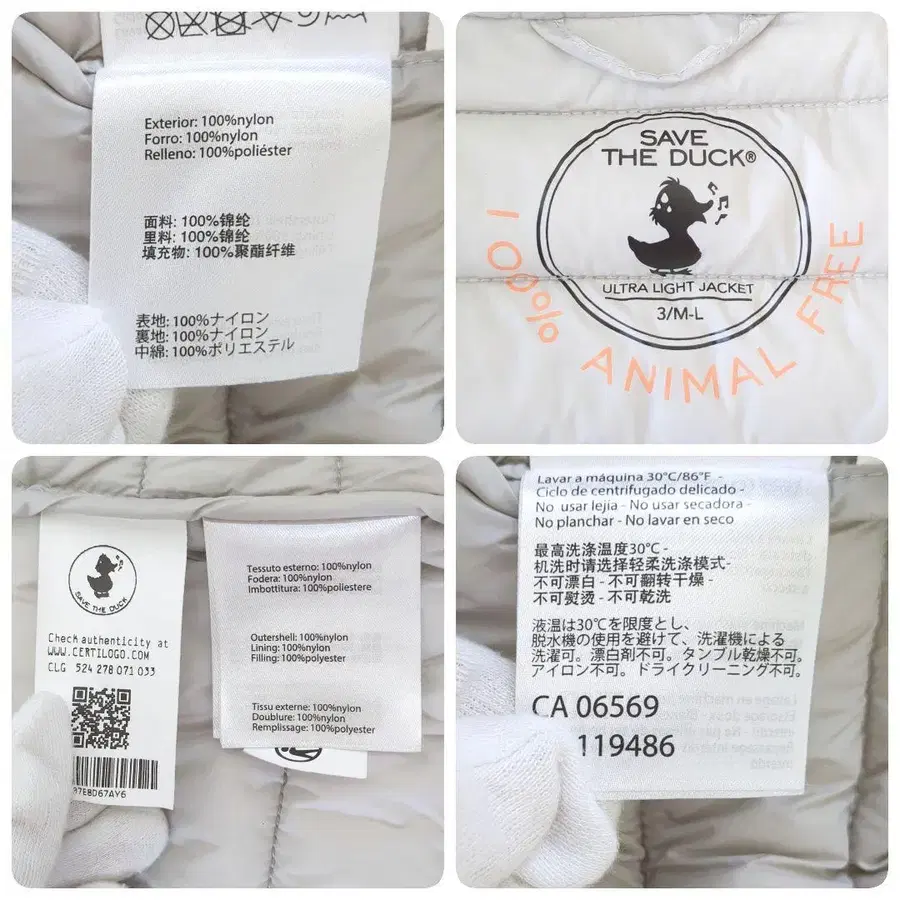 Exterior: 100%nylon
Forro: 100%nylon
Relleno: 100%poliéster
面料: 100%锦纶
里料: 100%锦纶
填充物: 100%聚酯纤维
表地: 100%ナイロン
裏地: 100%ナイロン
中綿: 100%ポリエステル
SAVE
THE DUCK®
ULTRA LIGHT JACKET
3/M-L
100% ANIMAL FREE
SAVE THE DUCK
Check authenticity at
WWW.CERTILOGO.COM
CLG 524 278 071 033
97E8D67AY6
Tessuto esterno: 100%nylon
Fodera: 100%nylon
Imbottitura: 100%poliestere
Outershell: 100%nylon
Lining: 100%nylon
Filling: 100%polyester
Tissu externe: 100%nylon
Doublure: 100%nylon
Remplissage: 100%polyester
Lavar a máquina 30°C/86°F -
Ciclo de centrifugado delicado -
No usar lejía - No usar secadora -
No planchar - No lavar en seco
最高洗涤温度30℃ -
机洗时请选择轻柔洗涤模式-
不可漂白 - 不可翻转干燥 -
不可熨烫 - 不可乾洗
液温は30℃を限度とし、
脱水機の使用を避けて、洗濯機による
洗濯可。漂白剤不可。タンブル乾燥不可。
アイロン不可。ドライクリーニング不可。
CA 06569
119486